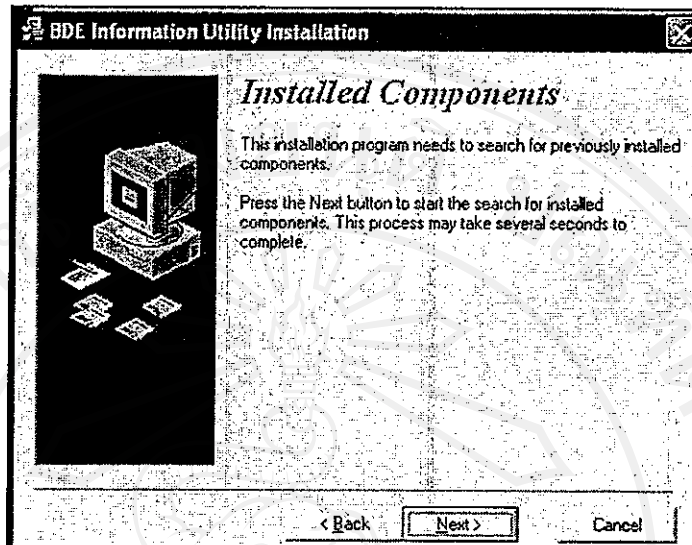 BDE Information Utility Installation
Installed Components
This installation program needs to search for previously installed
components.
Press the Next button to start the search for installed
components. This process may take several seconds to
complete.
< Back
Next >
Cancel